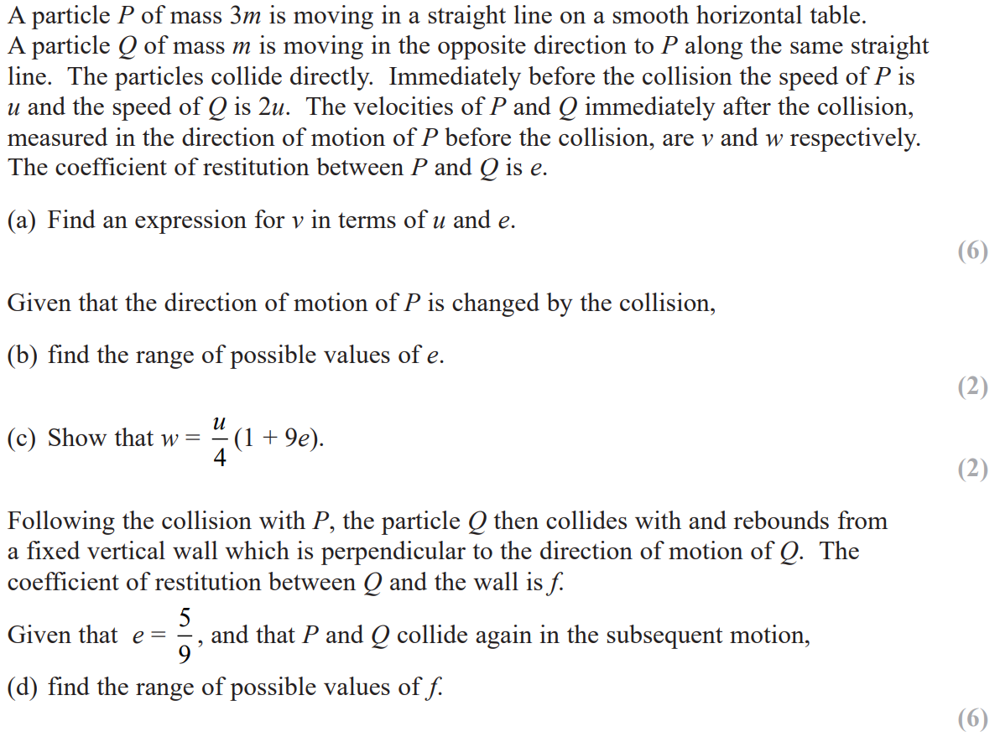 A particle P of mass 3m is moving in a straight line on a smooth horizontal table.
A particle Q of mass m is moving in the opposite direction to P along the same straight
line. The particles collide directly. Immediately before the collision the speed of P is
u and the speed of Q is 2u. The velocities of P and Q immediately after the collision,
measured in the direction of motion of P before the collision, are v and w respectively.
The coefficient of restitution between P and Q is e.
(a) Find an expression for v in terms of u and e.
(6)
Given that the direction of motion of P is changed by the collision,
(b) find the range of possible values of e.
(2)
(c) Show that w = u/4 (1 + 9e).
(2)
Following the collision with P, the particle Q then collides with and rebounds from
a fixed vertical wall which is perpendicular to the direction of motion of Q. The
coefficient of restitution between Q and the wall is f.
Given that e = 5/9, and that P and Q collide again in the subsequent motion,
(d) find the range of possible values of f.
(6)